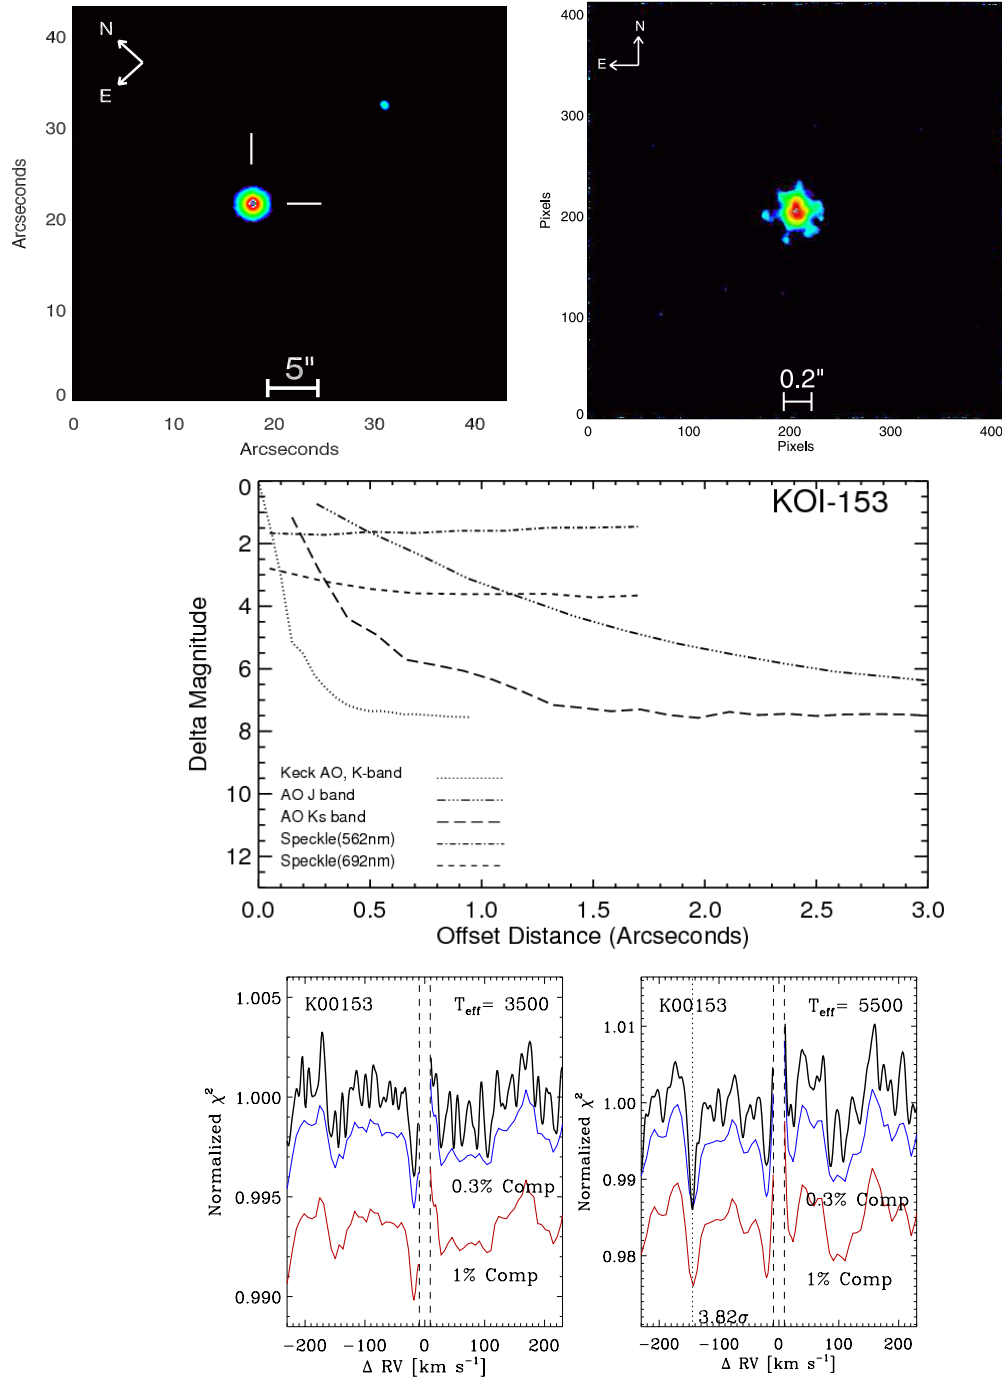 N
E
Arcseconds
40
30
20
10
0
0 10 20 30 40
Arcseconds
5"
N
E
Pixels
400
300
200
100
0
0 100 200 300 400
Pixels
0.2"
KOI-153
Delta Magnitude
0
2
4
6
8
10
12
Keck AO, K-band
AO J band
AO Ks band
Speckle(562nm)
Speckle(692nm)
0.0 0.5 1.0 1.5 2.0 2.5 3.0
Offset Distance (Arcseconds)
K00153 Teff= 3500
Normalized χ²
1.005
1.000
0.995
0.990
0.3% Comp
1% Comp
−200 −100 0 100 200
Δ RV [km s⁻¹]
K00153 Teff= 5500
Normalized χ²
1.01
1.00
0.99
0.98
0.3% Comp
1% Comp
3.82σ
−200 −100 0 100 200
Δ RV [km s⁻¹]